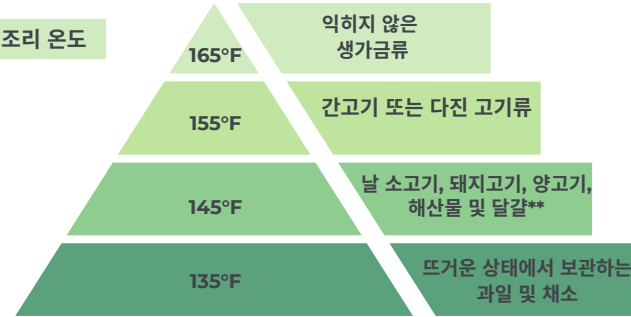 조리 온도
165°F
익히지 않은
생가금류
155°F
간고기 또는 다진 고기류
145°F
날 소고기, 돼지고기, 양고기,
해산물 및 달걀**
135°F
뜨거운 상태에서 보관하는
과일 및 채소